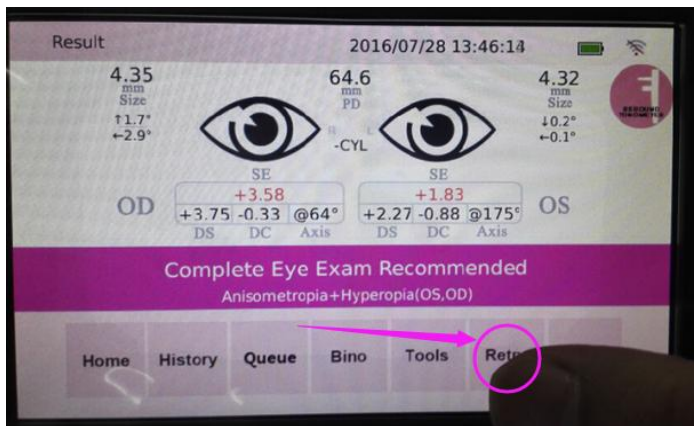 Result 2016/07/28 13:46:14
4.35 64.6 4.32
mm mm mm
Size PD Size
↑1.7° ↓0.2°
←2.9° R L ←0.1°
-CYL
SE SE
+3.58 +1.83
OD +3.75 -0.33 @64° +2.27 -0.88 @175° OS
DS DC Axis DS DC Axis
Complete Eye Exam Recommended
Anisometropia+Hyperopia(OS,OD)
Home History Queue Bino Tools